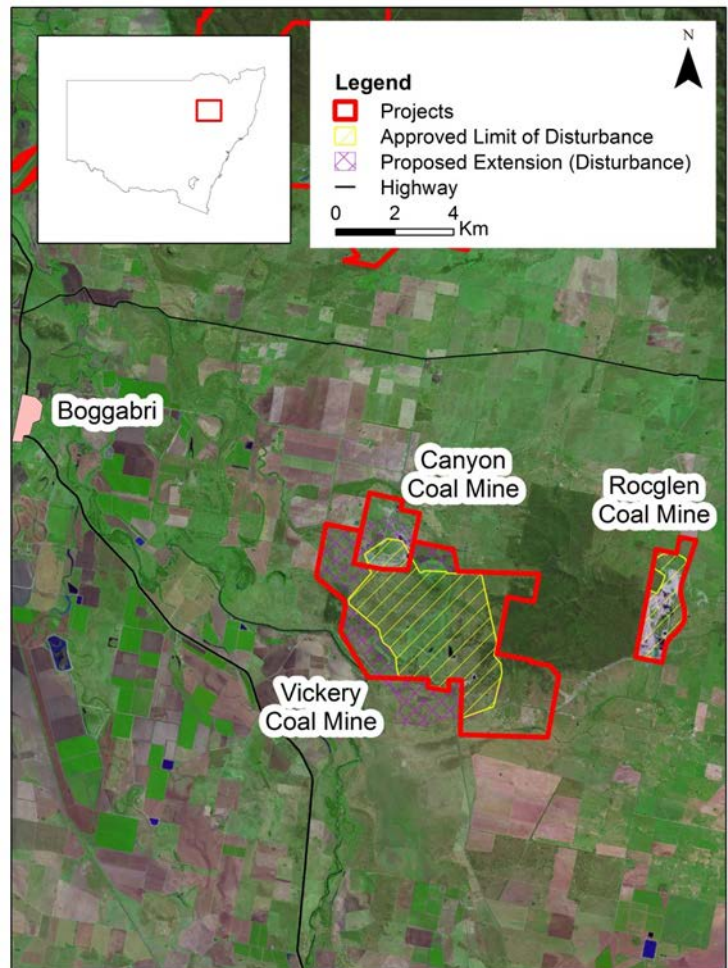 N
Legend
Projects
Approved Limit of Disturbance
Proposed Extension (Disturbance)
Highway
0 2 4
Km
Boggabri
Canyon
Coal Mine
Rocglen
Coal Mine
Vickery
Coal Mine